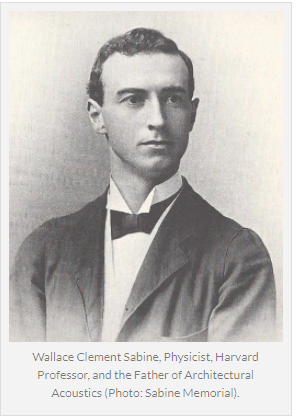 Wallace Clement Sabine, Physicist, Harvard
Professor, and the Father of Architectural
Acoustics (Photo: Sabine Memorial).